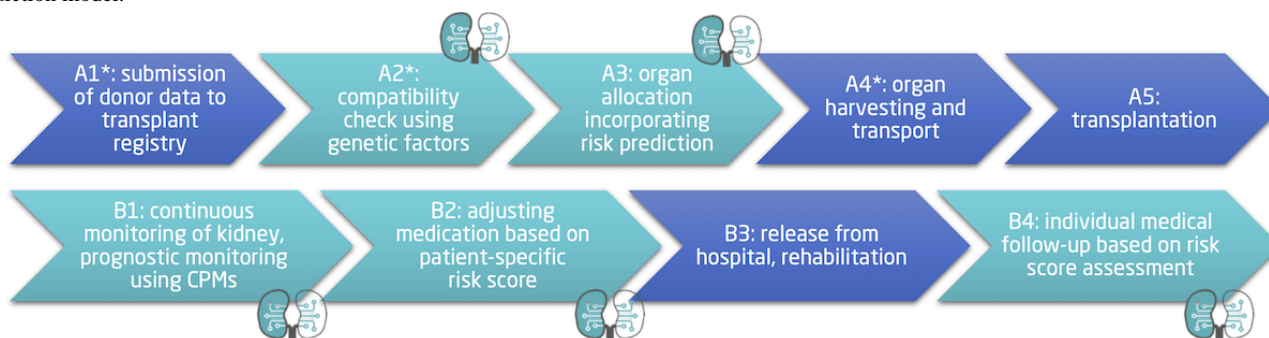 A1*: submission
of donor data to
transplant
registry
A2*:
compatibility
check using
genetic factors
A3: organ
allocation
incorporating
risk prediction
A4*: organ
harvesting and
transport
A5:
transplantation
B1: continuous
monitoring of kidney,
prognostic monitoring
using CPMs
B2: adjusting
medication based on
patient-specific
risk score
B3: release from
hospital, rehabilitation
B4: individual medical
follow-up based on risk
score assessment